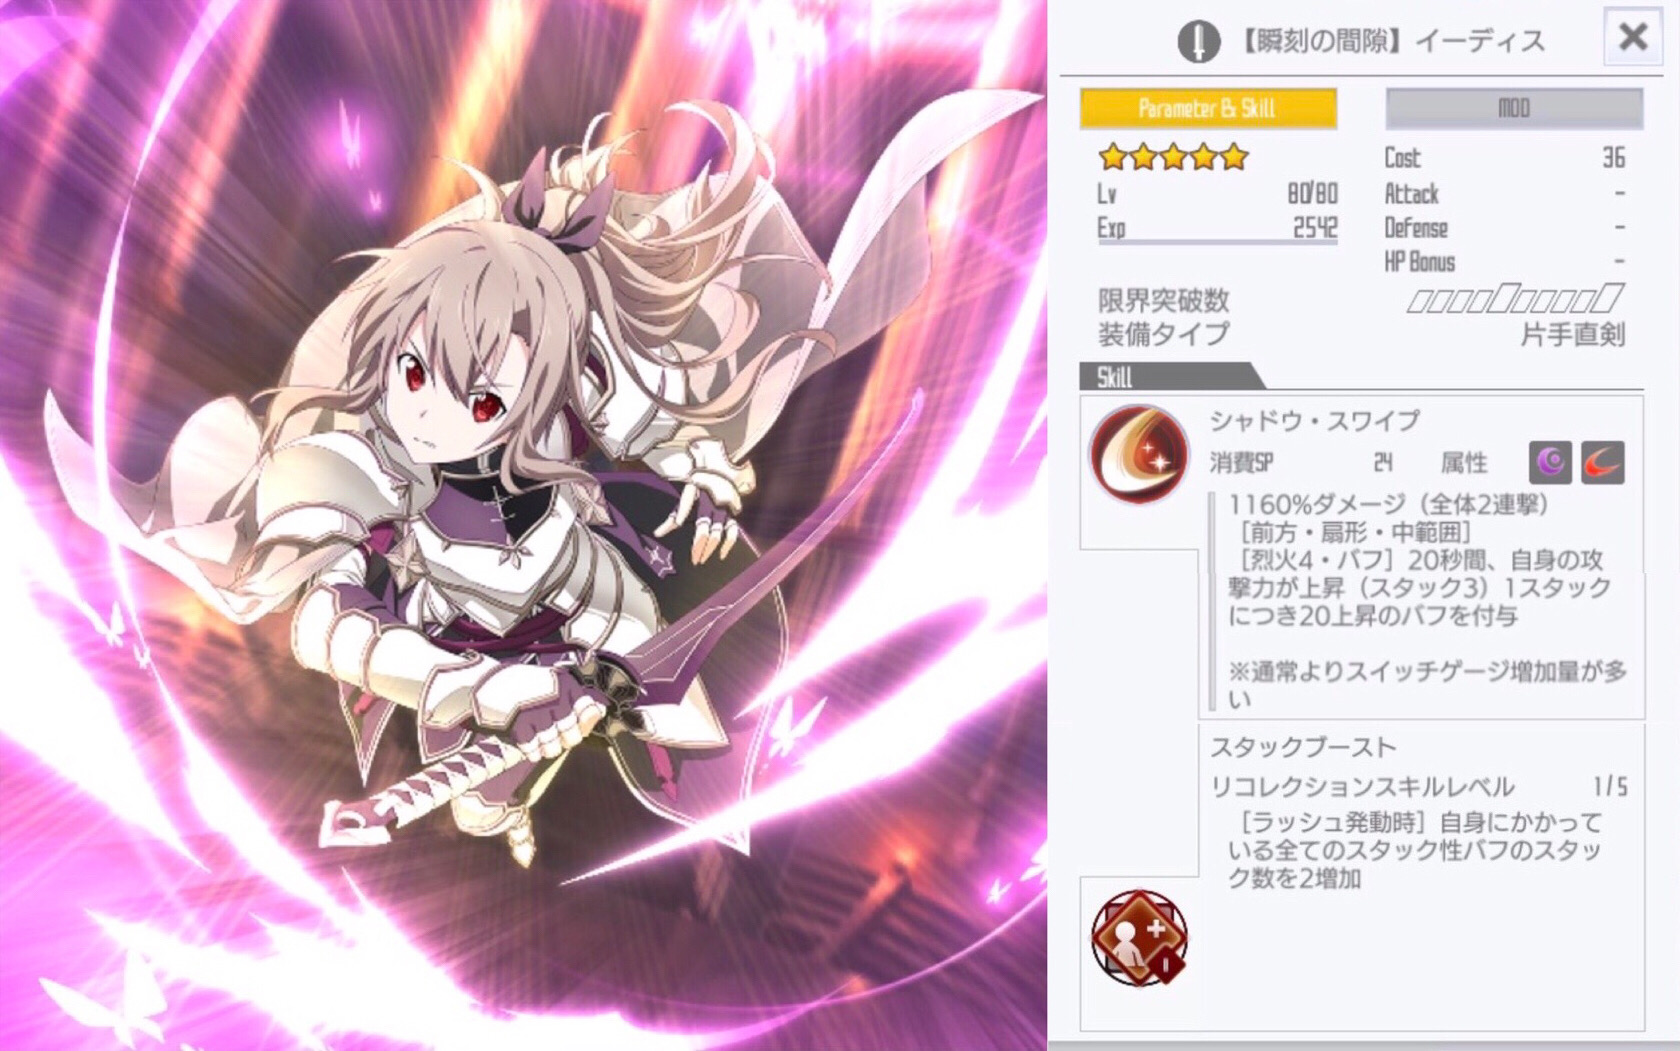 【瞬刻の間隙】イーディス
Parameter & Skill
MOD
Lv 80/80
Exp 2542
Cost 36
Attack -
Defense -
HP Bonus -
限界突破数
装備タイプ 片手直剣
Skill
シャドウ・スワイプ
消費SP 24 属性
1160%ダメージ（全体2連撃）
［前方・扇形・中範囲］
［烈火4・バフ］20秒間、自身の攻
撃力が上昇（スタック3）1スタック
につき20上昇のバフを付与
※通常よりスイッチゲージ増加量が多
い
スタックブースト
リコレクションスキルレベル 1/5
［ラッシュ発動時］自身にかかって
いる全てのスタック性バフのスタッ
ク数を2増加
I